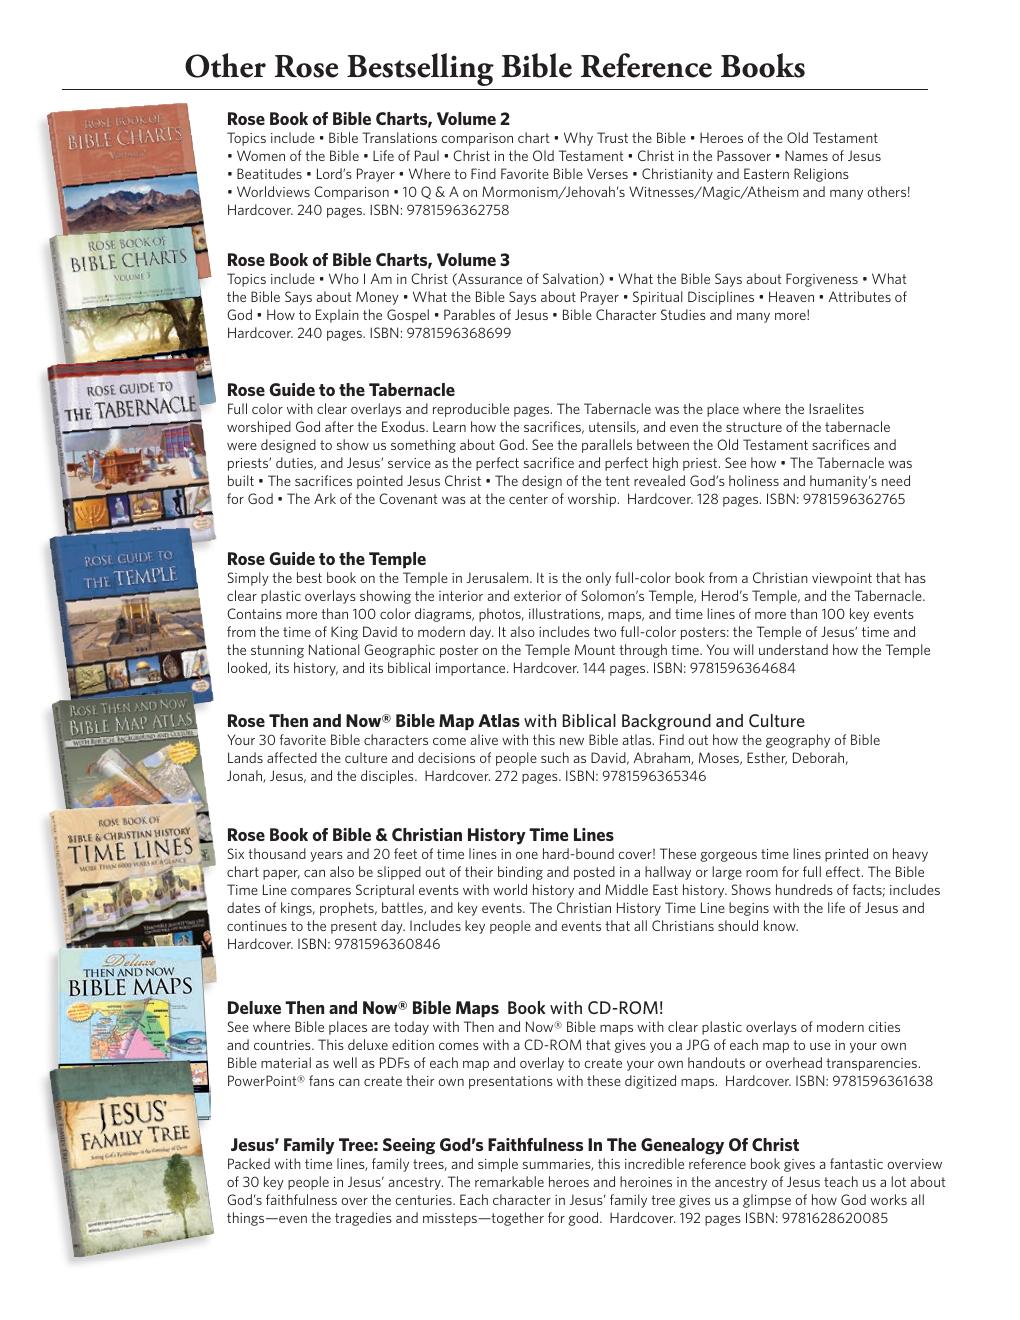 Other Rose Bestselling Bible Reference Books
ROSE BOOK OF
BIBLE CHARTS
Rose Book of Bible Charts, Volume 2
Topics include • Bible Translations comparison chart • Why Trust the Bible • Heroes of the Old Testament
• Women of the Bible • Life of Paul • Christ in the Old Testament • Christ in the Passover • Names of Jesus
• Beatitudes • Lord's Prayer • Where to Find Favorite Bible Verses • Christianity and Eastern Religions
• Worldviews Comparison • 10 Q & A on Mormonism/Jehovah's Witnesses/Magic/Atheism and many others!
Hardcover. 240 pages. ISBN: 9781596362758
ROSE BOOK OF
BIBLE CHARTS
VOLUME 3
Rose Book of Bible Charts, Volume 3
Topics include • Who I Am in Christ (Assurance of Salvation) • What the Bible Says about Forgiveness • What
the Bible Says about Money • What the Bible Says about Prayer • Spiritual Disciplines • Heaven • Attributes of
God • How to Explain the Gospel • Parables of Jesus • Bible Character Studies and many more!
Hardcover. 240 pages. ISBN: 9781596368699
ROSE GUIDE TO
THE TABERNACLE
Rose Guide to the Tabernacle
Full color with clear overlays and reproducible pages. The Tabernacle was the place where the Israelites
worshiped God after the Exodus. Learn how the sacrifices, utensils, and even the structure of the tabernacle
were designed to show us something about God. See the parallels between the Old Testament sacrifices and
priests' duties, and Jesus' service as the perfect sacrifice and perfect high priest. See how • The Tabernacle was
built • The sacrifices pointed Jesus Christ • The design of the tent revealed God's holiness and humanity's need
for God • The Ark of the Covenant was at the center of worship. Hardcover. 128 pages. ISBN: 9781596362765
ROSE GUIDE TO
THE TEMPLE
Rose Guide to the Temple
Simply the best book on the Temple in Jerusalem. It is the only full-color book from a Christian viewpoint that has
clear plastic overlays showing the interior and exterior of Solomon's Temple, Herod's Temple, and the Tabernacle.
Contains more than 100 color diagrams, photos, illustrations, maps, and time lines of more than 100 key events
from the time of King David to modern day. It also includes two full-color posters: the Temple of Jesus' time and
the stunning National Geographic poster on the Temple Mount through time. You will understand how the Temple
looked, its history, and its biblical importance. Hardcover. 144 pages. ISBN: 9781596364684
ROSE THEN AND NOW
BIBLE MAP ATLAS
WITH BIBLICAL BACKGROUND AND CULTURE
Rose Then and Now® Bible Map Atlas with Biblical Background and Culture
Your 30 favorite Bible characters come alive with this new Bible atlas. Find out how the geography of Bible
Lands affected the culture and decisions of people such as David, Abraham, Moses, Esther, Deborah,
Jonah, Jesus, and the disciples. Hardcover. 272 pages. ISBN: 9781596365346
ROSE BOOK OF
BIBLE & CHRISTIAN HISTORY
TIME LINES
MORE THAN 6000 YEARS AT A GLANCE
Rose Book of Bible & Christian History Time Lines
Six thousand years and 20 feet of time lines in one hard-bound cover! These gorgeous time lines printed on heavy
chart paper, can also be slipped out of their binding and posted in a hallway or large room for full effect. The Bible
Time Line compares Scriptural events with world history and Middle East history. Shows hundreds of facts; includes
dates of kings, prophets, battles, and key events. The Christian History Time Line begins with the life of Jesus and
continues to the present day. Includes key people and events that all Christians should know.
Hardcover. ISBN: 9781596360846
Deluxe
THEN AND NOW
BIBLE MAPS
Deluxe Then and Now® Bible Maps Book with CD-ROM!
See where Bible places are today with Then and Now® Bible maps with clear plastic overlays of modern cities
and countries. This deluxe edition comes with a CD-ROM that gives you a JPG of each map to use in your own
Bible material as well as PDFs of each map and overlay to create your own handouts or overhead transparencies.
PowerPoint® fans can create their own presentations with these digitized maps. Hardcover. ISBN: 9781596361638
JESUS'
FAMILY TREE
Seeing God's Faithfulness in the Genealogy of Christ
Jesus' Family Tree: Seeing God's Faithfulness In The Genealogy Of Christ
Packed with time lines, family trees, and simple summaries, this incredible reference book gives a fantastic overview
of 30 key people in Jesus' ancestry. The remarkable heroes and heroines in the ancestry of Jesus teach us a lot about
God's faithfulness over the centuries. Each character in Jesus' family tree gives us a glimpse of how God works all
things—even the tragedies and missteps—together for good. Hardcover. 192 pages ISBN: 9781628620085